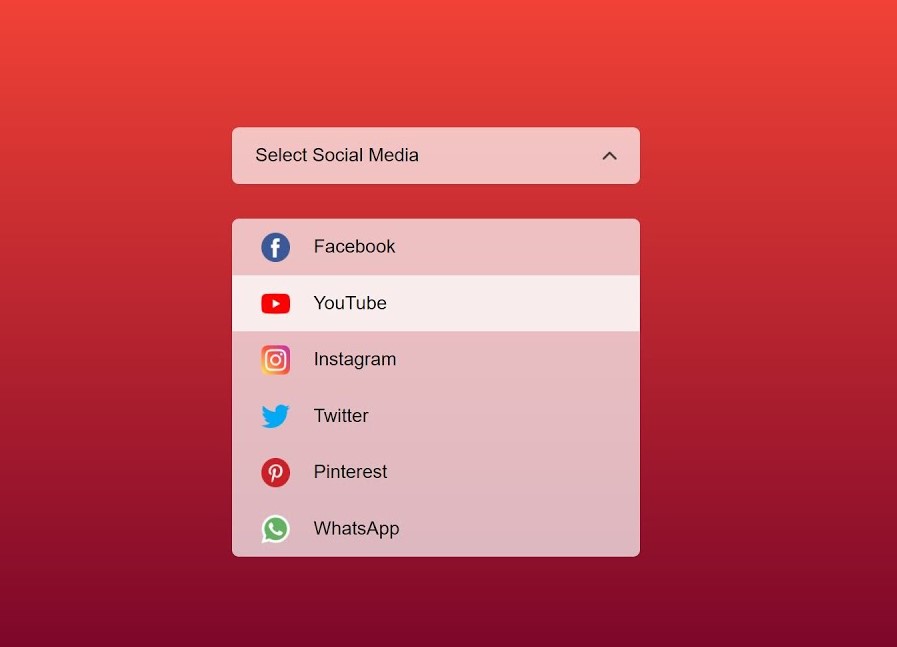 Select Social Media
Facebook
YouTube
Instagram
Twitter
Pinterest
WhatsApp